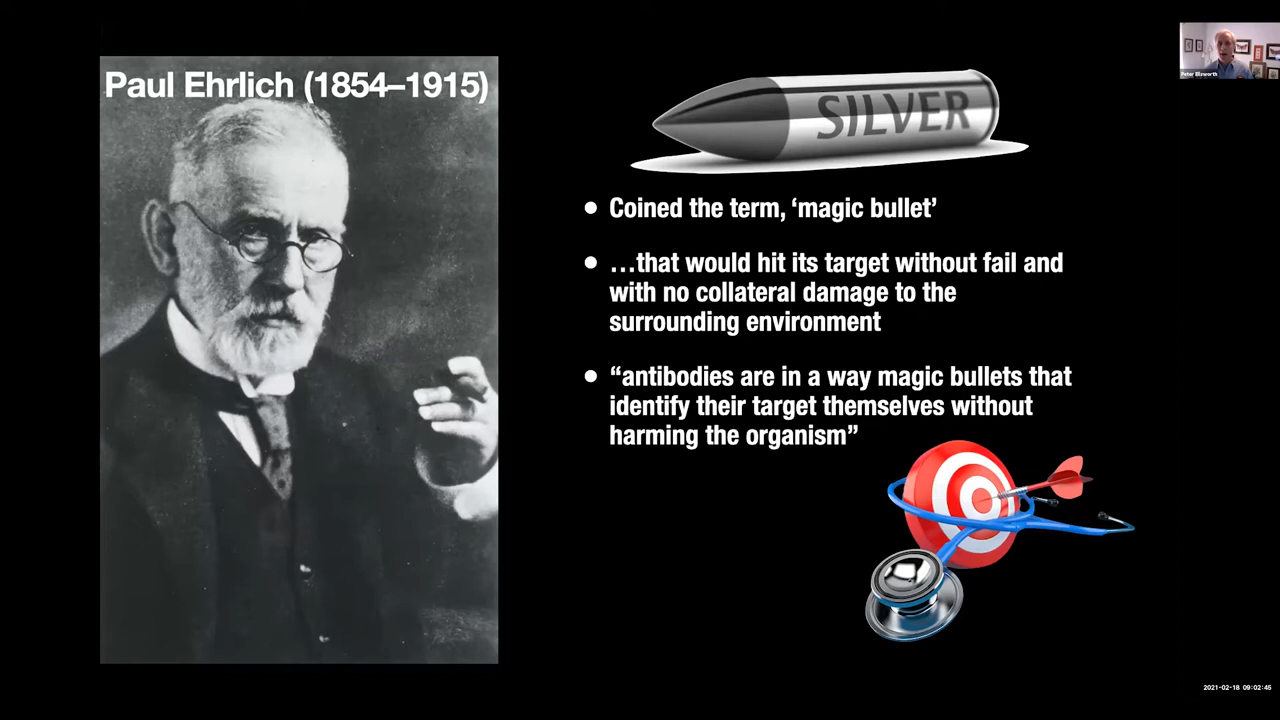 Paul Ehrlich (1854–1915)
SILVER
Peter Ellsworth
• Coined the term, ‘magic bullet’
• …that would hit its target without fail and
with no collateral damage to the
surrounding environment
• “antibodies are in a way magic bullets that
identify their target themselves without
harming the organism”
2021-02-18 09:02:45